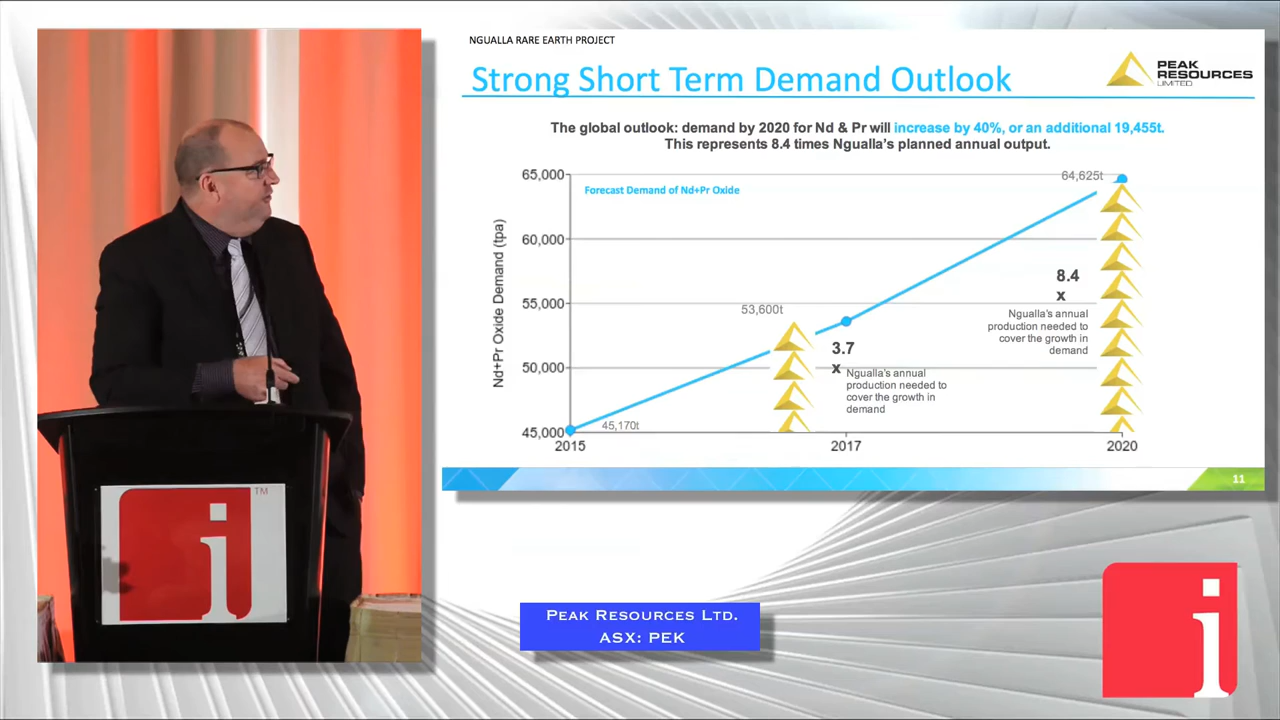 NGUALLA RARE EARTH PROJECT
Strong Short Term Demand Outlook
PEAK
RESOURCES
LIMITED
The global outlook: demand by 2020 for Nd & Pr will increase by 40%, or an additional 19,455t.
This represents 8.4 times Ngualla's planned annual output.
Forecast Demand of Nd+Pr Oxide
Nd+Pr Oxide Demand (tpa)
65,000
60,000
55,000
50,000
45,000
64,625t
53,600t
45,170t
8.4
x
Ngualla's annual
production needed to
cover the growth in
demand
3.7
x
Ngualla's annual
production needed to
cover the growth in
demand
2015
2017
2020
11
i
TM
Peak Resources Ltd.
ASX: PEK
i